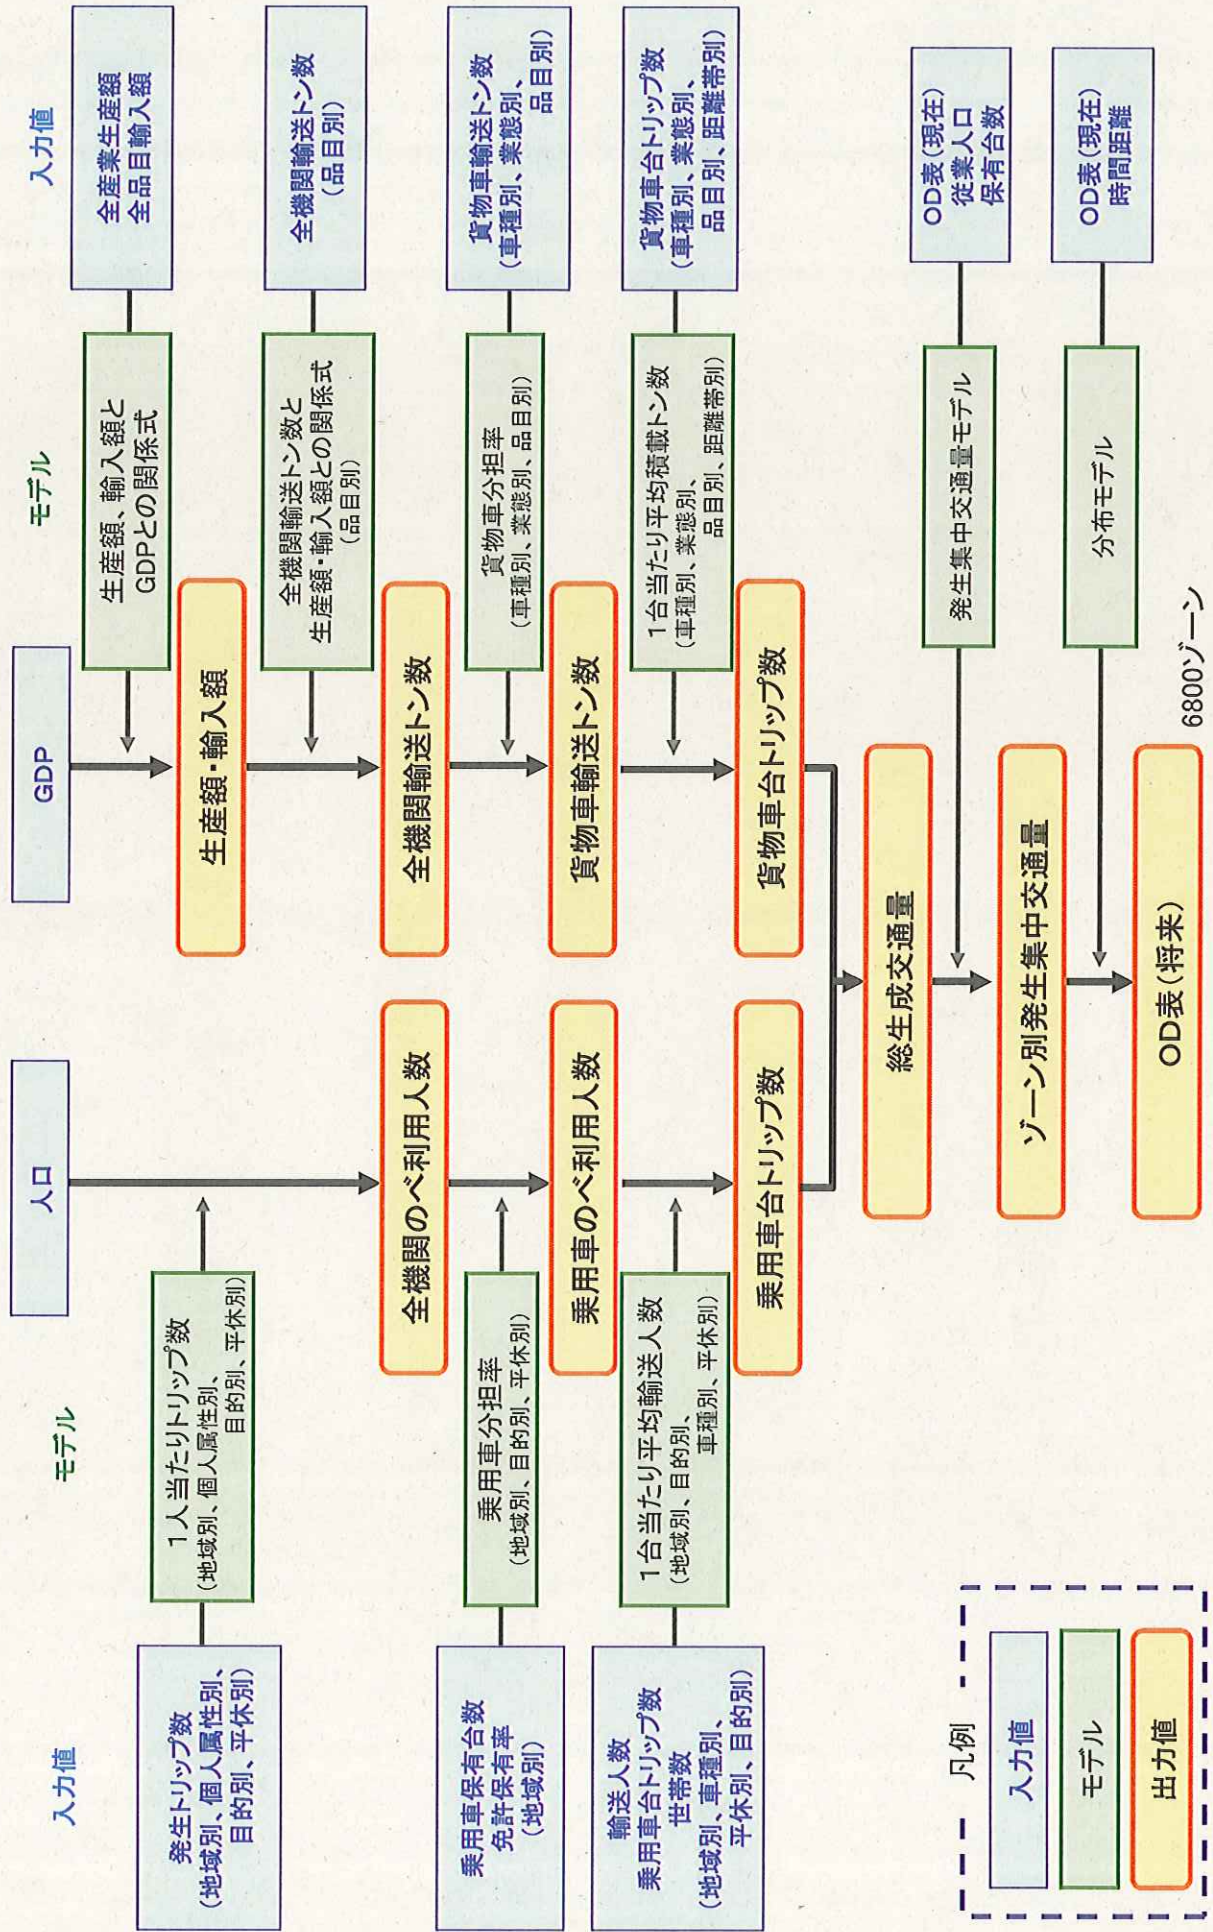 入力値
モデル
モデル
入力値
人口
GDP
発生トリップ数
(地域別、個人属性別、
目的別、平休別)
1人当たりトリップ数
(地域別、個人属性別、
目的別、平休別)
生産額、輸入額と
GDPとの関係式
全産業生産額
全品目輸入額
生産額・輸入額
全機関輸送トン数と
生産額・輸入額との関係式
(品目別)
全機関輸送トン数
(品目別)
全機関のべ利用人数
全機関輸送トン数
乗用車保有台数
免許保有率
(地域別)
乗用車分担率
(地域別、目的別、平休別)
貨物車分担率
(車種別、業態別、品目別)
貨物車輸送トン数
(車種別、業態別、
品目別)
乗用車のべ利用人数
貨物車輸送トン数
輸送人数
乗用車台トリップ数
世帯数
(地域別、車種別、
平休別、目的別)
1台当たり平均輸送人数
(地域別、目的別、
車種別、平休別)
1台当たり平均積載トン数
(車種別、業態別、
品目別、距離帯別)
貨物車台トリップ数
(車種別、業態別、
品目別、距離帯別)
乗用車台トリップ数
貨物車台トリップ数
総生成交通量
発生集中交通量モデル
OD表(現在)
従業人口
保有台数
ゾーン別発生集中交通量
分布モデル
OD表(現在)
時間距離
OD表(将来)
6800ゾーン
凡例
入力値
モデル
出力値